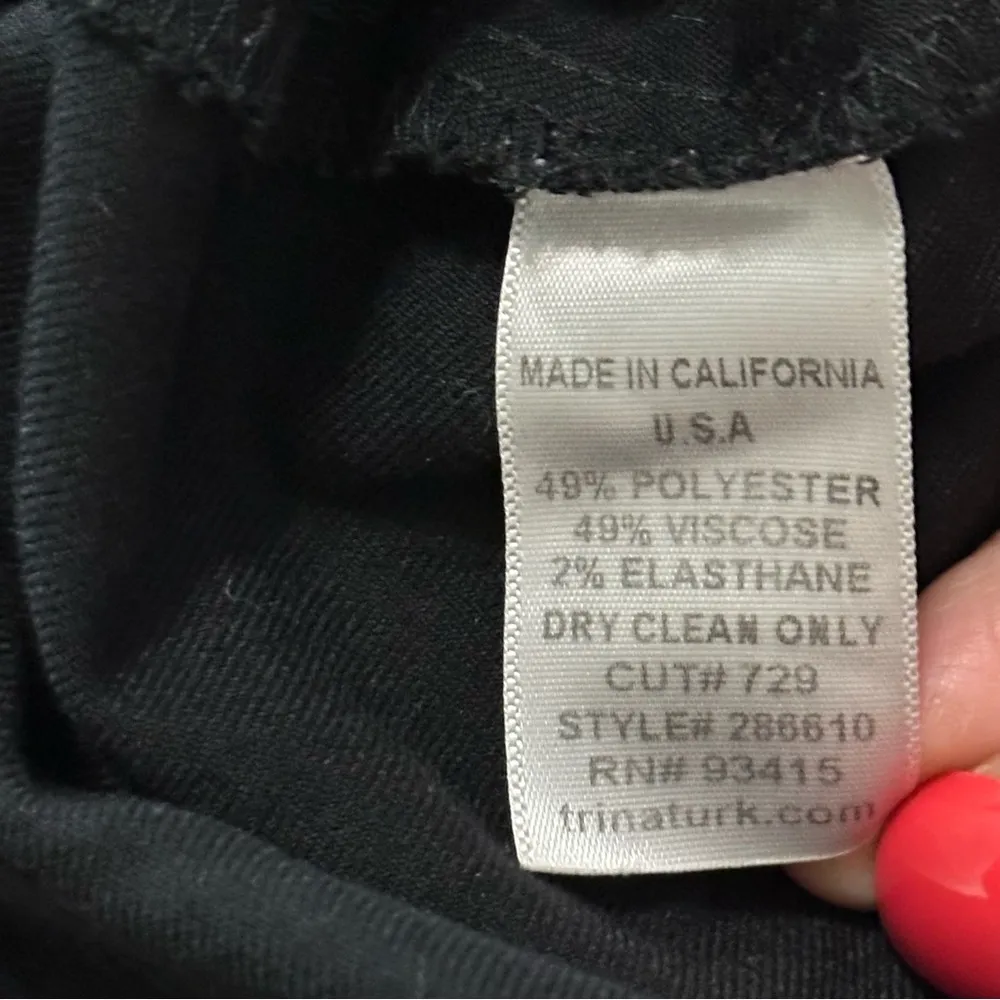 MADE IN CALIFORNIA
U.S.A
49% POLYESTER
49% VISCOSE
2% ELASTHANE
DRY CLEAN ONLY
CUT# 729
STYLE# 286610
RN# 93415
trinaturk.com